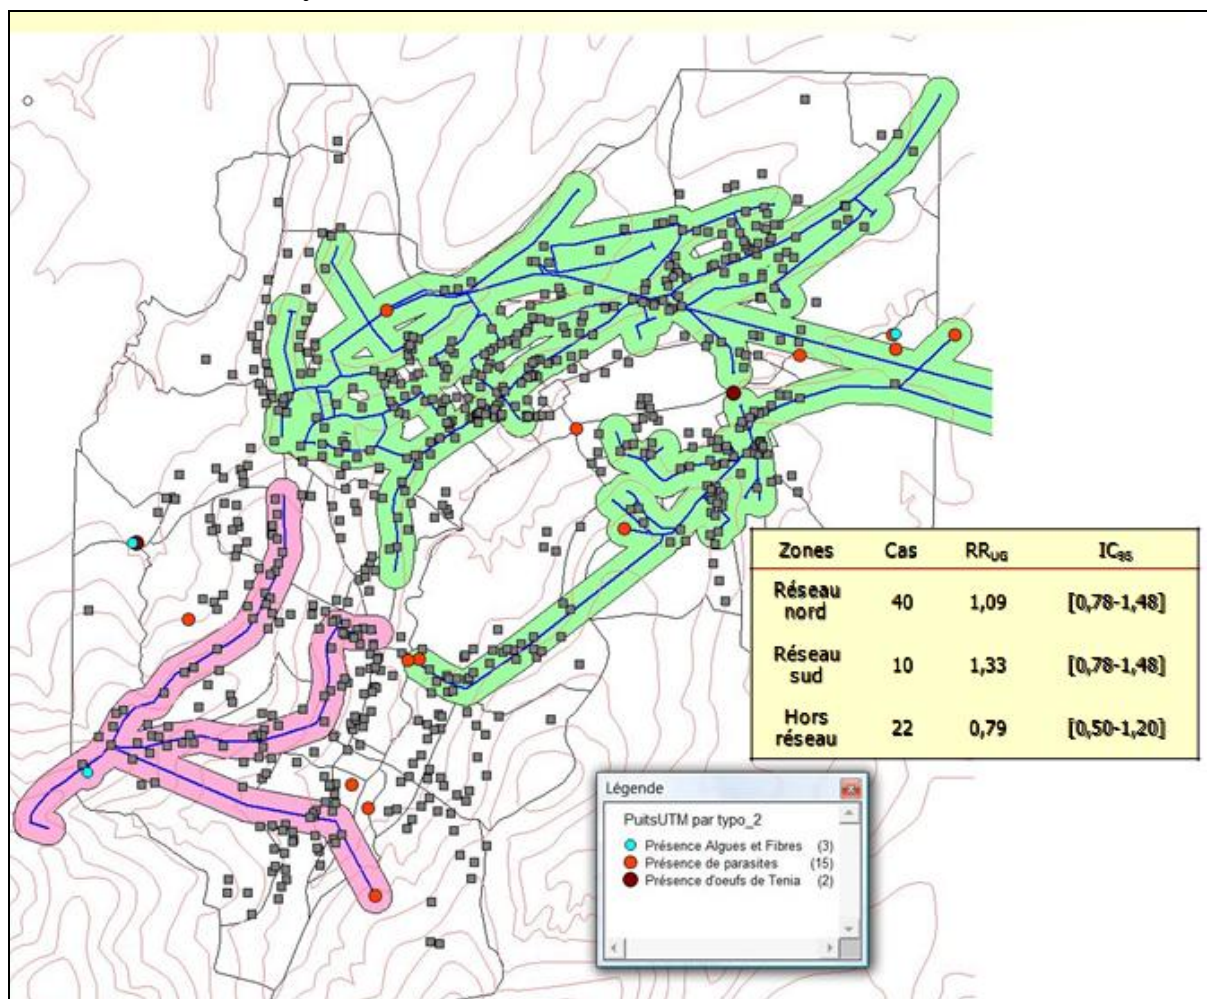 Zones Cas RR_UG IC_95
Réseau nord 40 1,09 [0,78-1,48]
Réseau sud 10 1,33 [0,78-1,48]
Hors réseau 22 0,79 [0,50-1,20]
Légende
PuitsUTM par typo_2
Présence Algues et Fibres (3)
Présence de parasites (15)
Présence d'oeufs de Tenia (2)